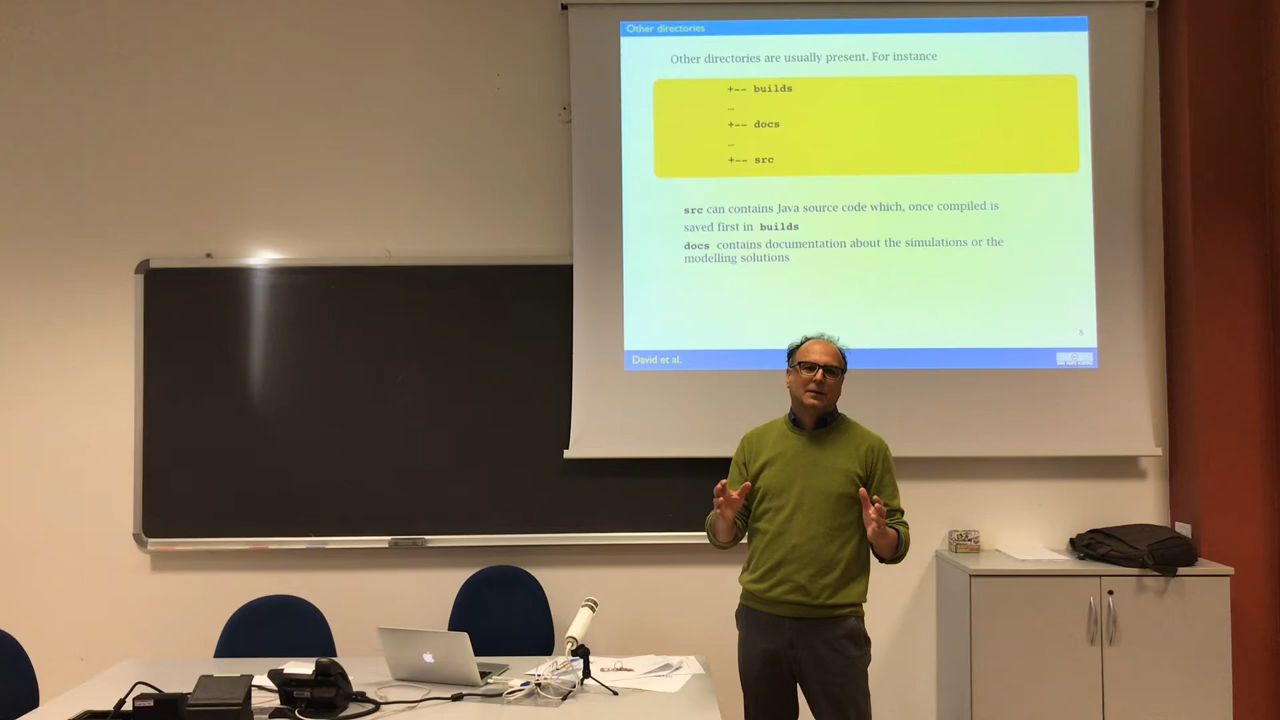 Other directories
Other directories are usually present. For instance
+-- builds
…
+-- docs
…
+-- src
src can contains Java source code which, once compiled is
saved first in builds
docs contains documentation about the simulations or the
modelling solutions
David et al.